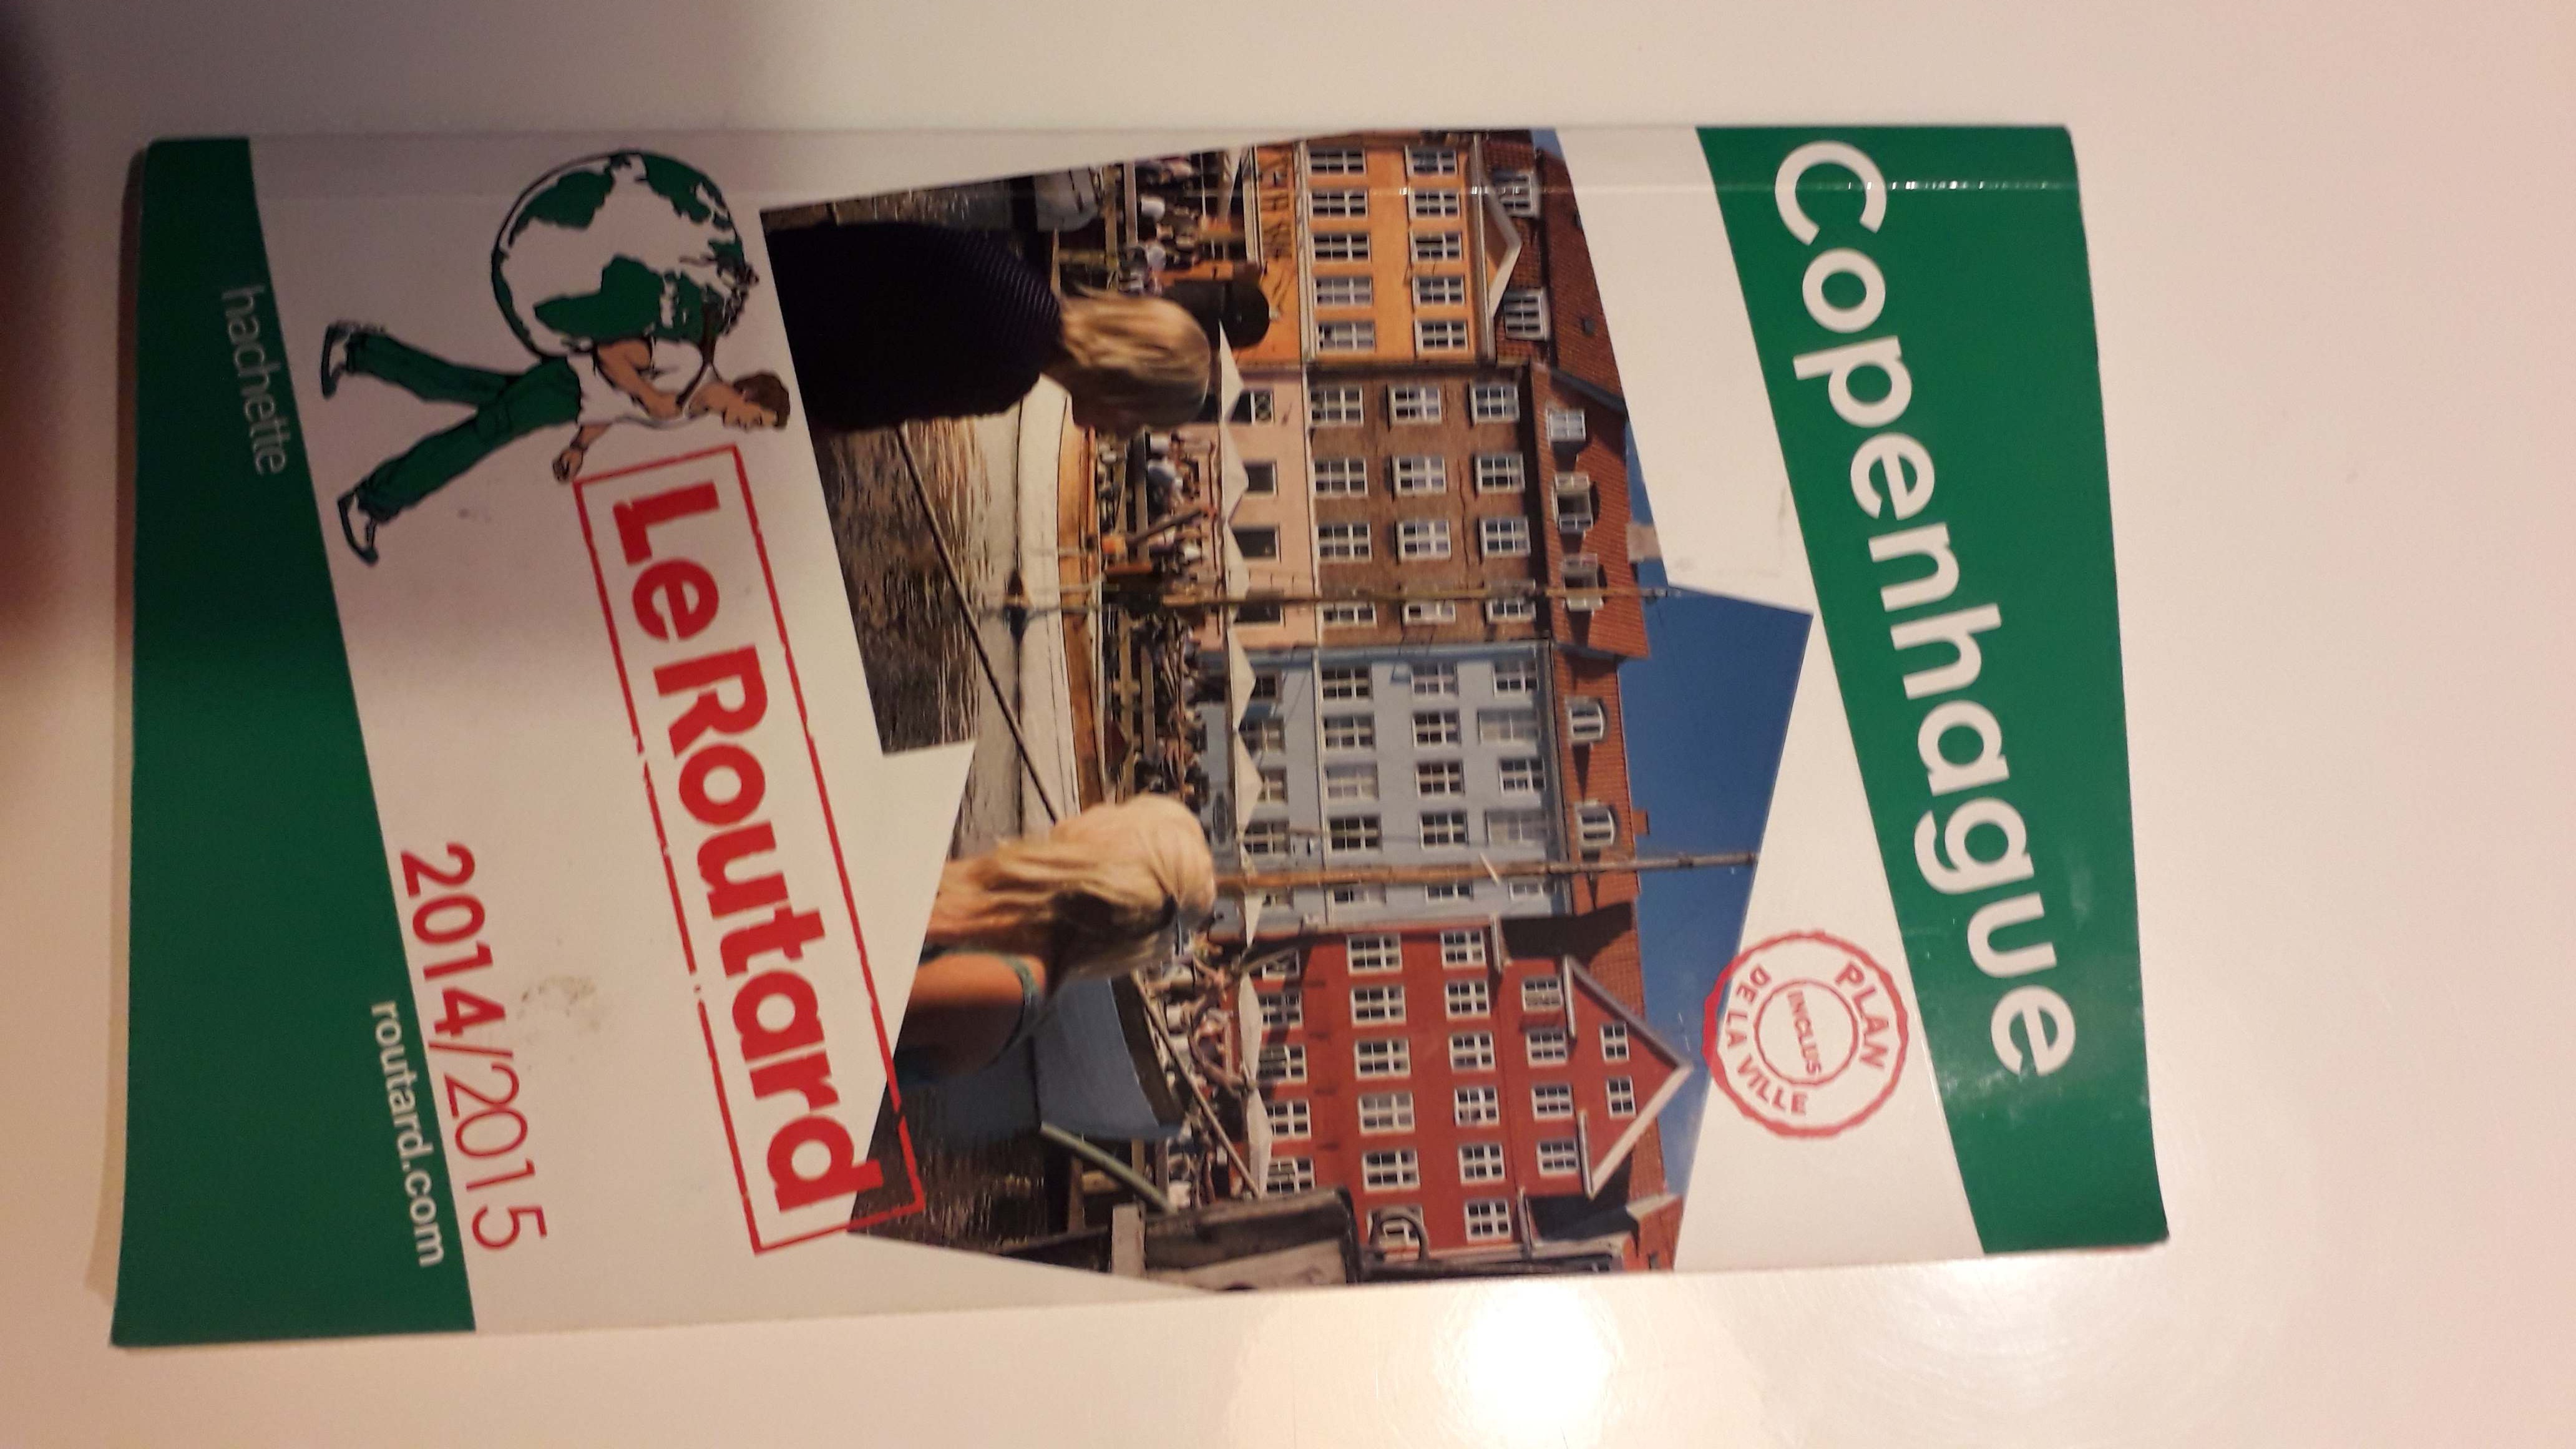 Copenhague
PLAN
DE LA VILLE
INCLUS
Le Routard
2014/2015
hachette
routard.com